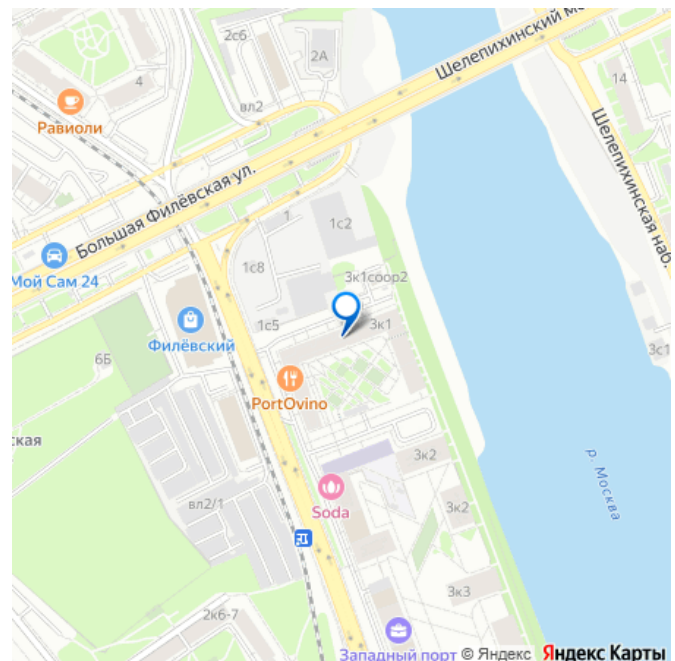 2с6
2А
Шелепихинский мо
4
вл2
14
Равиоли
Шелепихинская наб.
Большая Филёвская ул.
1
1с2
Мой Сам 24
1с8
3к1соор2
1с5
3к1
Филёвский
3с1
6Б
PortOvino
ская
3к2
р. Москва
Soda
вл2/1
3к2
3к3
2к6-7
Западный порт
© Яндекс Яндекс Карты